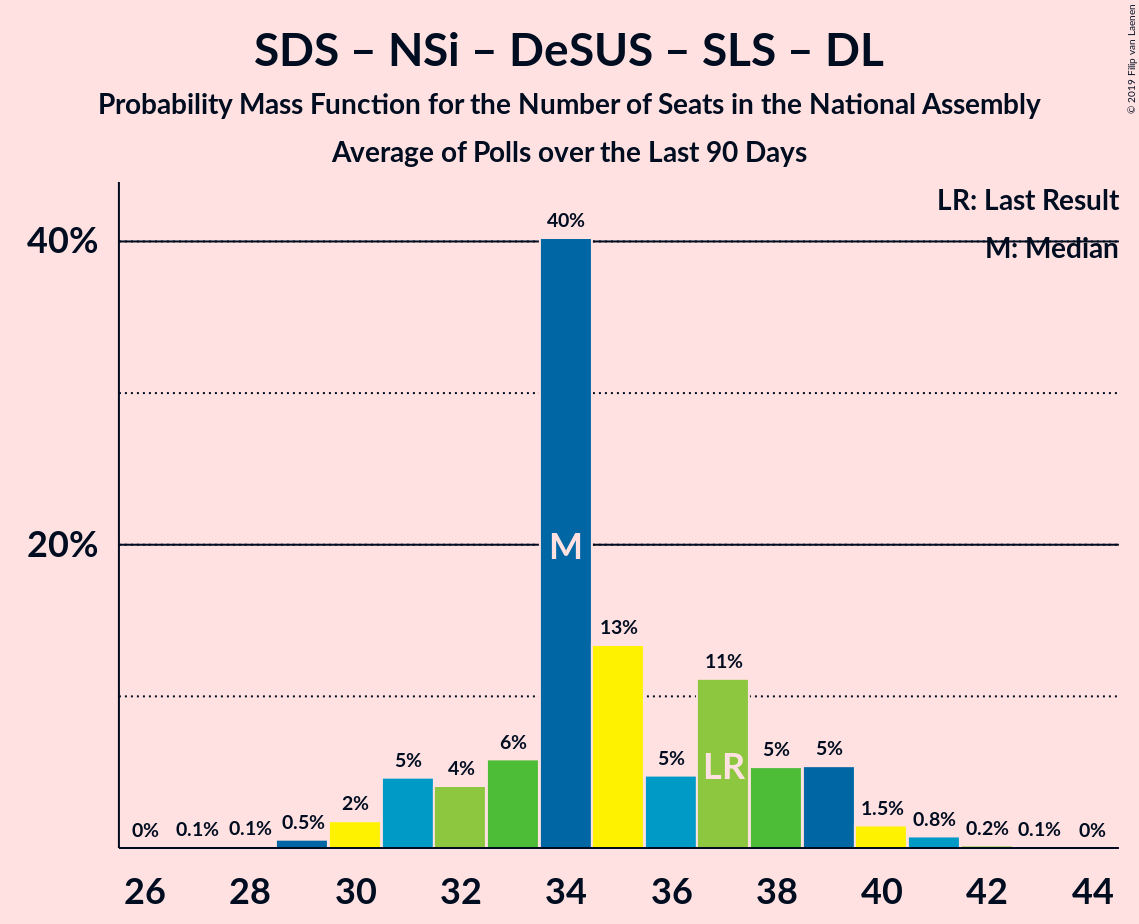 SDS – NSi – DeSUS – SLS – DL
Probability Mass Function for the Number of Seats in the National Assembly
Average of Polls over the Last 90 Days
© 2019 Filip van Laenen
LR: Last Result
M: Median
40%
20%
0%
0.1%
0.1%
0.5%
2%
5%
4%
6%
40%
13%
5%
11%
5%
5%
1.5%
0.8%
0.2%
0.1%
0%
M
LR
26 28 30 32 34 36 38 40 42 44